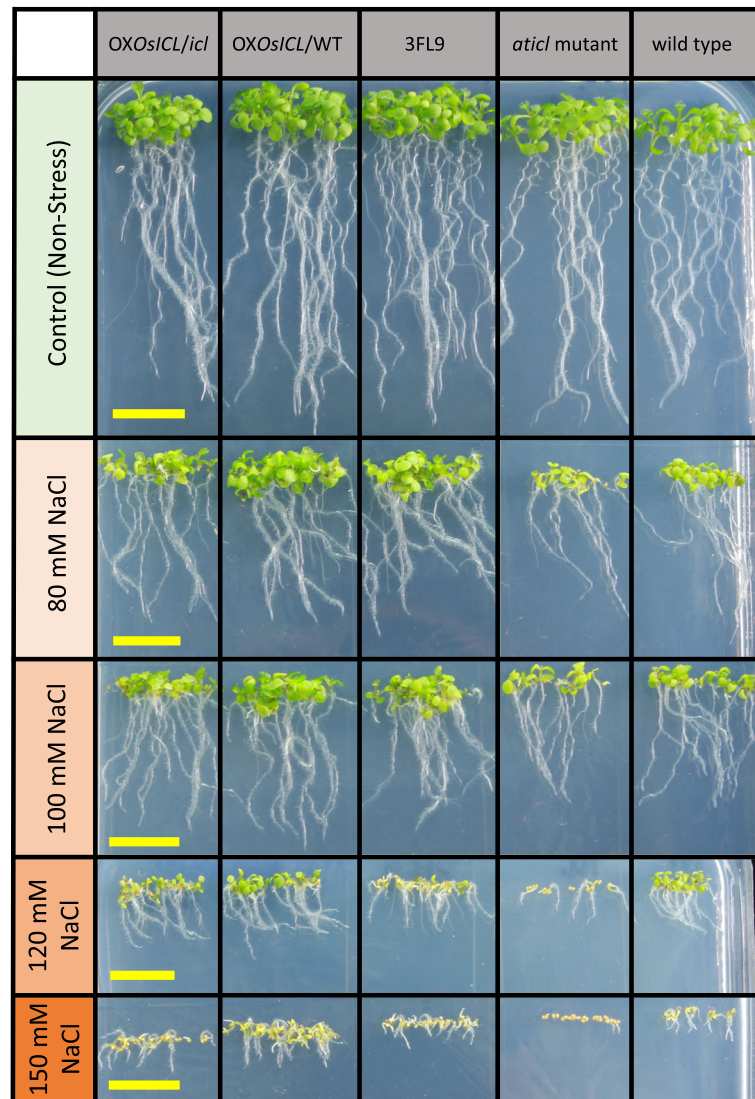 OXOsICL/icl
OXOsICL/WT
3FL9
aticl mutant
wild type
Control (Non-Stress)
80 mM NaCl
100 mM NaCl
120 mM
NaCl
150 mM
NaCl